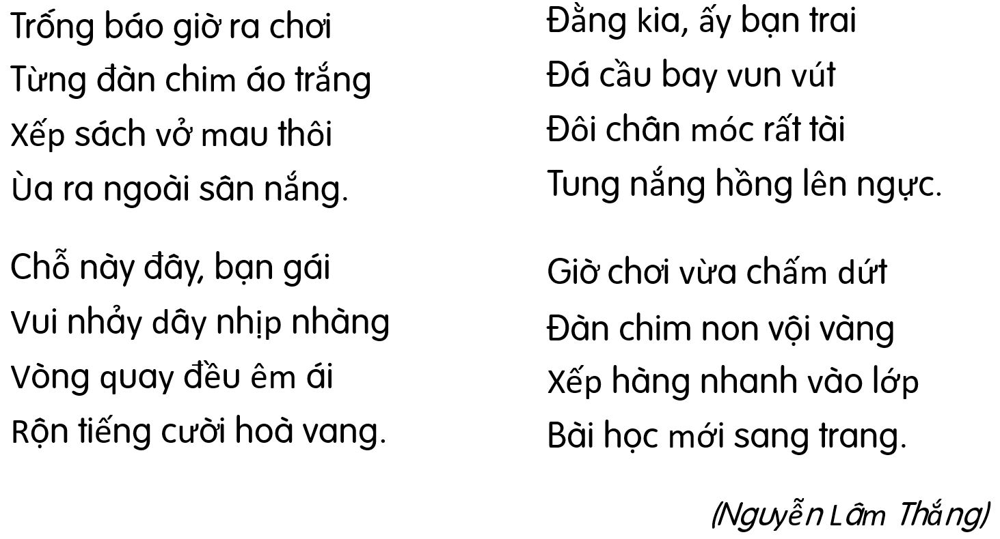 Trống báo giờ ra chơi
Từng đàn chim áo trắng
Xếp sách vở mau thôi
Ùa ra ngoài sân nắng.
Chỗ này đây, bạn gái
Vui nhảy dây nhịp nhàng
Vòng quay đều êm ái
Rộn tiếng cười hoà vang.
Đằng kia, ấy bạn trai
Đá cầu bay vun vút
Đôi chân móc rất tài
Tung nắng hồng lên ngực.
Giờ chơi vừa chấm dứt
Đàn chim non vội vàng
Xếp hàng nhanh vào lớp
Bài học mới sang trang.
(Nguyễn Lâm Thắng)